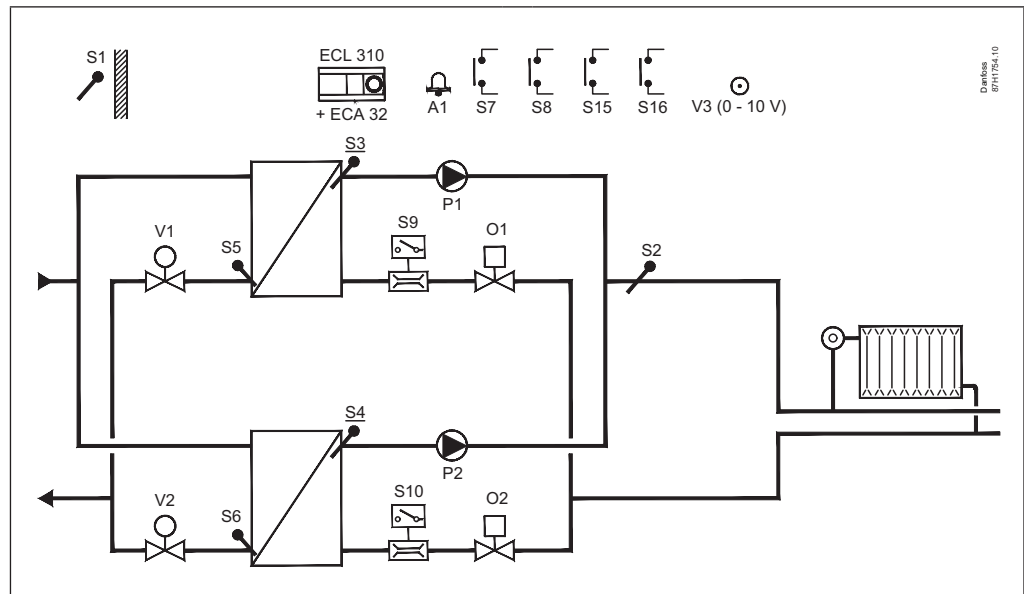 S1
ECL 310
+ ECA 32
A1
S7
S8
S15
S16
V3 (0 - 10 V)
Danfoss
87H1754.10
S3
P1
V1
S5
S9
O1
S2
S4
P2
V2
S6
S10
O2